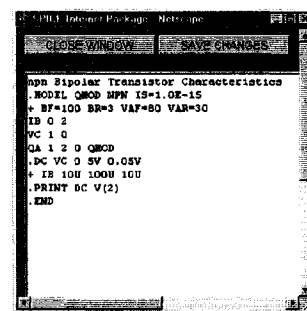 SPICE Internet Package Netscape
CLOSE WINDOW SAVE CHANGES
npn Bipolar Transistor Characteristics
.MODEL QMOD NPN IS=1.0E-15
+ BF=100 BR=3 VAF=80 VAR=30
IB 0 2
VC 1 0
QA 1 2 0 QMOD
.DC VC 0 5V 0.05V
+ IB 10U 100U 10U
.PRINT DC V(2)
.END